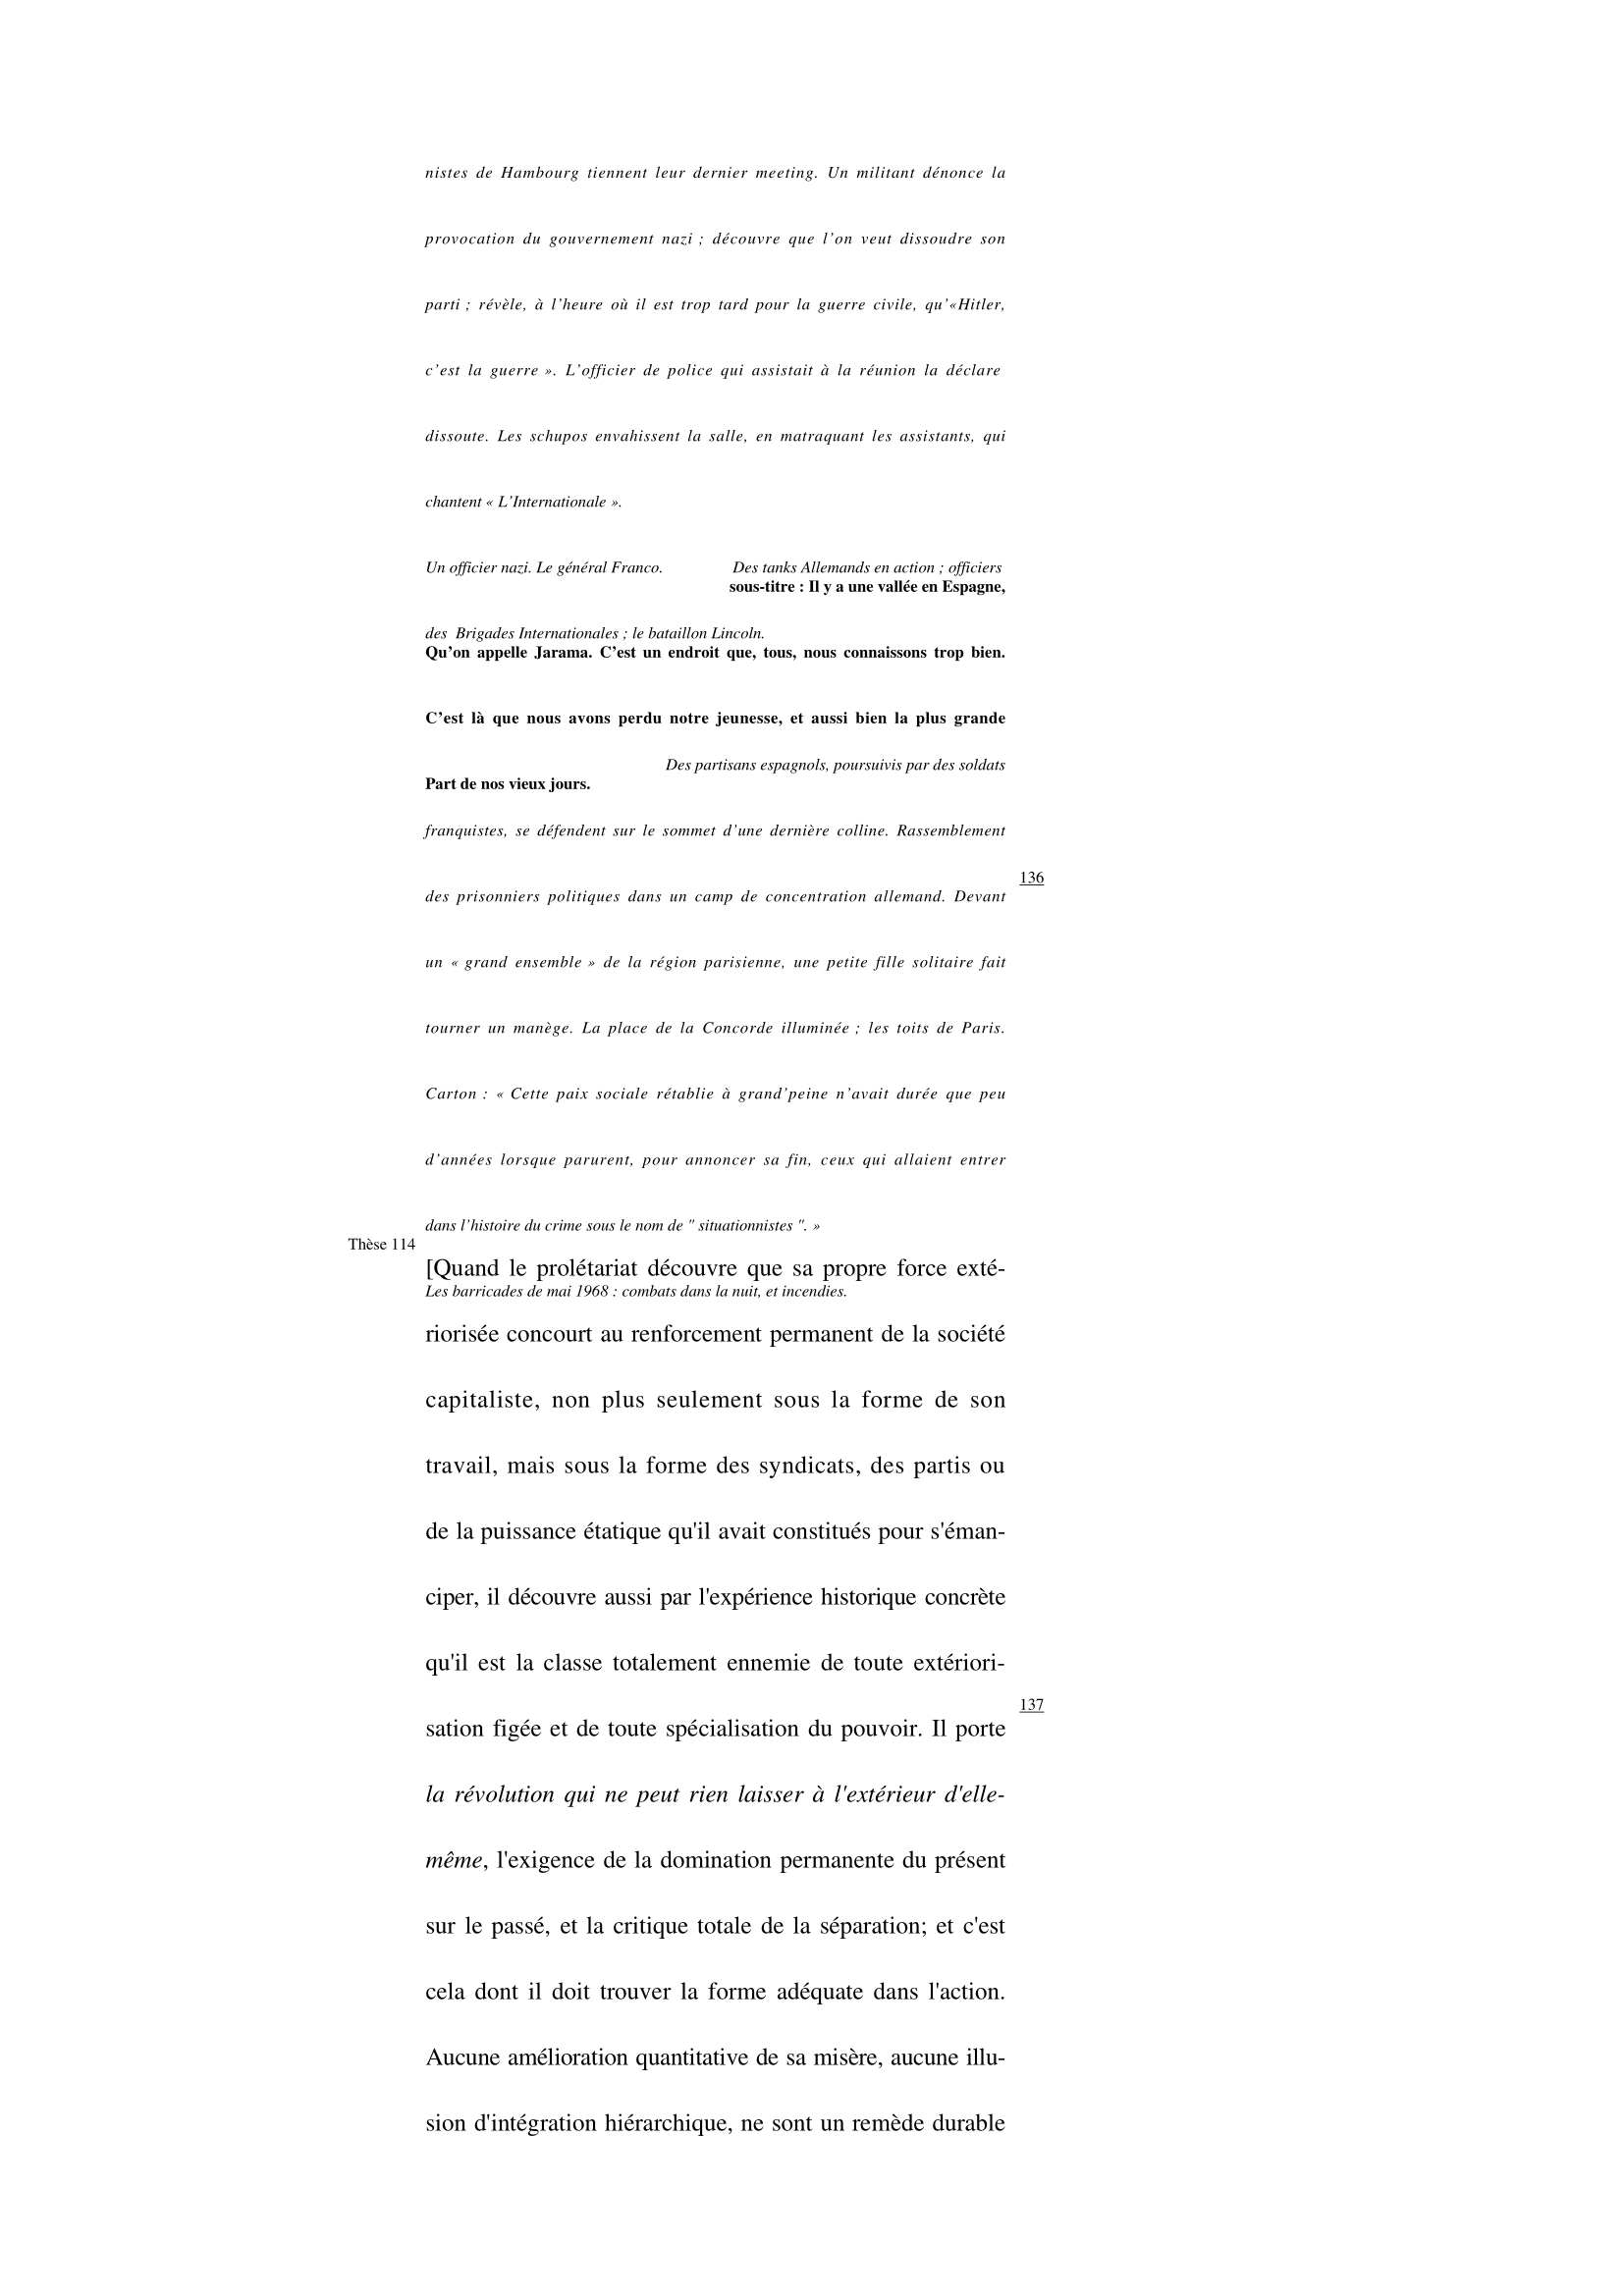 nistes de Hambourg tiennent leur dernier meeting. Un militant dénonce la
provocation du gouvernement nazi ; découvre que l’on veut dissoudre son
parti ; révèle, à l’heure où il est trop tard pour la guerre civile, qu’«Hitler,
c’est la guerre ». L’officier de police qui assistait à la réunion la déclare
dissoute. Les schupos envahissent la salle, en matraquant les assistants, qui
chantent « L’Internationale ».
Un officier nazi. Le général Franco. Des tanks Allemands en action ; officiers
sous-titre : Il y a une vallée en Espagne,
des Brigades Internationales ; le bataillon Lincoln.
Qu’on appelle Jarama. C’est un endroit que, tous, nous connaissons trop bien.
C’est là que nous avons perdu notre jeunesse, et aussi bien la plus grande
Des partisans espagnols, poursuivis par des soldats
Part de nos vieux jours.
franquistes, se défendent sur le sommet d’une dernière colline. Rassemblement
136
des prisonniers politiques dans un camp de concentration allemand. Devant
un « grand ensemble » de la région parisienne, une petite fille solitaire fait
tourner un manège. La place de la Concorde illuminée ; les toits de Paris.
Carton : « Cette paix sociale rétablie à grand’peine n’avait durée que peu
d’années lorsque parurent, pour annoncer sa fin, ceux qui allaient entrer
dans l’histoire du crime sous le nom de " situationnistes ". »
Thèse 114
[Quand le prolétariat découvre que sa propre force exté-
Les barricades de mai 1968 : combats dans la nuit, et incendies.
riorisée concourt au renforcement permanent de la société
capitaliste, non plus seulement sous la forme de son
travail, mais sous la forme des syndicats, des partis ou
de la puissance étatique qu'il avait constitués pour s'éman-
ciper, il découvre aussi par l'expérience historique concrète
qu'il est la classe totalement ennemie de toute extériori-
137
sation figée et de toute spécialisation du pouvoir. Il porte
la révolution qui ne peut rien laisser à l'extérieur d'elle-
même, l'exigence de la domination permanente du présent
sur le passé, et la critique totale de la séparation; et c'est
cela dont il doit trouver la forme adéquate dans l'action.
Aucune amélioration quantitative de sa misère, aucune illu-
sion d'intégration hiérarchique, ne sont un remède durable